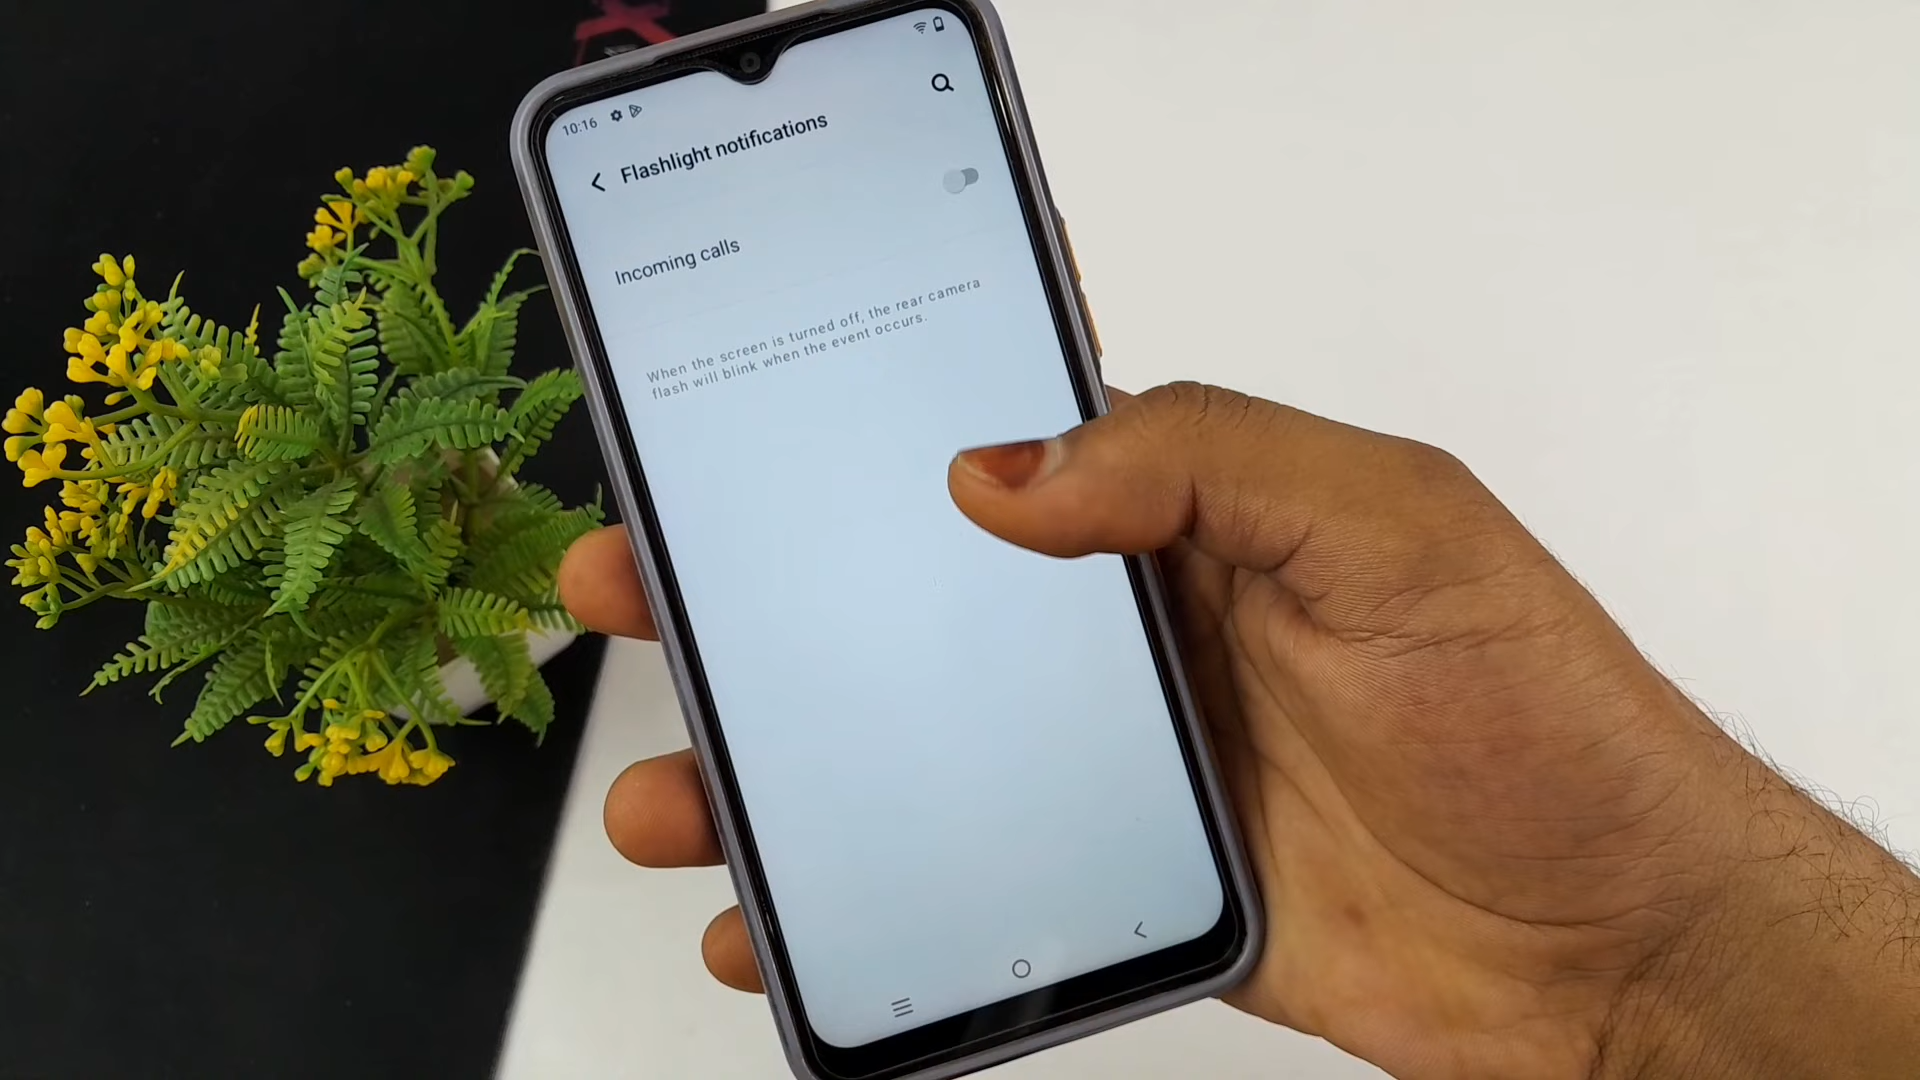 10:16
Flashlight notifications
Incoming calls
When the screen is turned off, the rear camera
flash will blink when the event occurs.